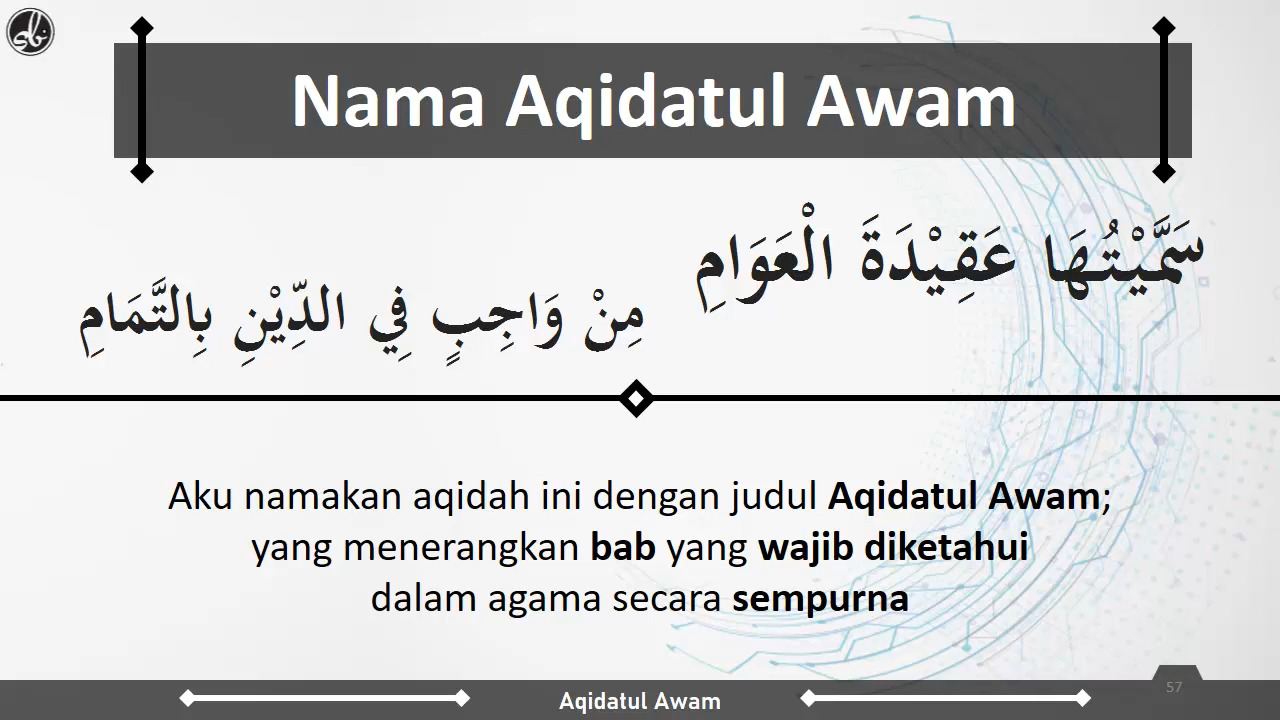 Nama Aqidatul Awam
سَمَّيْتُهَا عَقِيْدَةَ الْعَوَامِ
مِنْ وَاجِبٍ فِي الدِّيْنِ بِالتَّمَامِ
Aku namakan aqidah ini dengan judul Aqidatul Awam;
yang menerangkan bab yang wajib diketahui
dalam agama secara sempurna
Aqidatul Awam
57